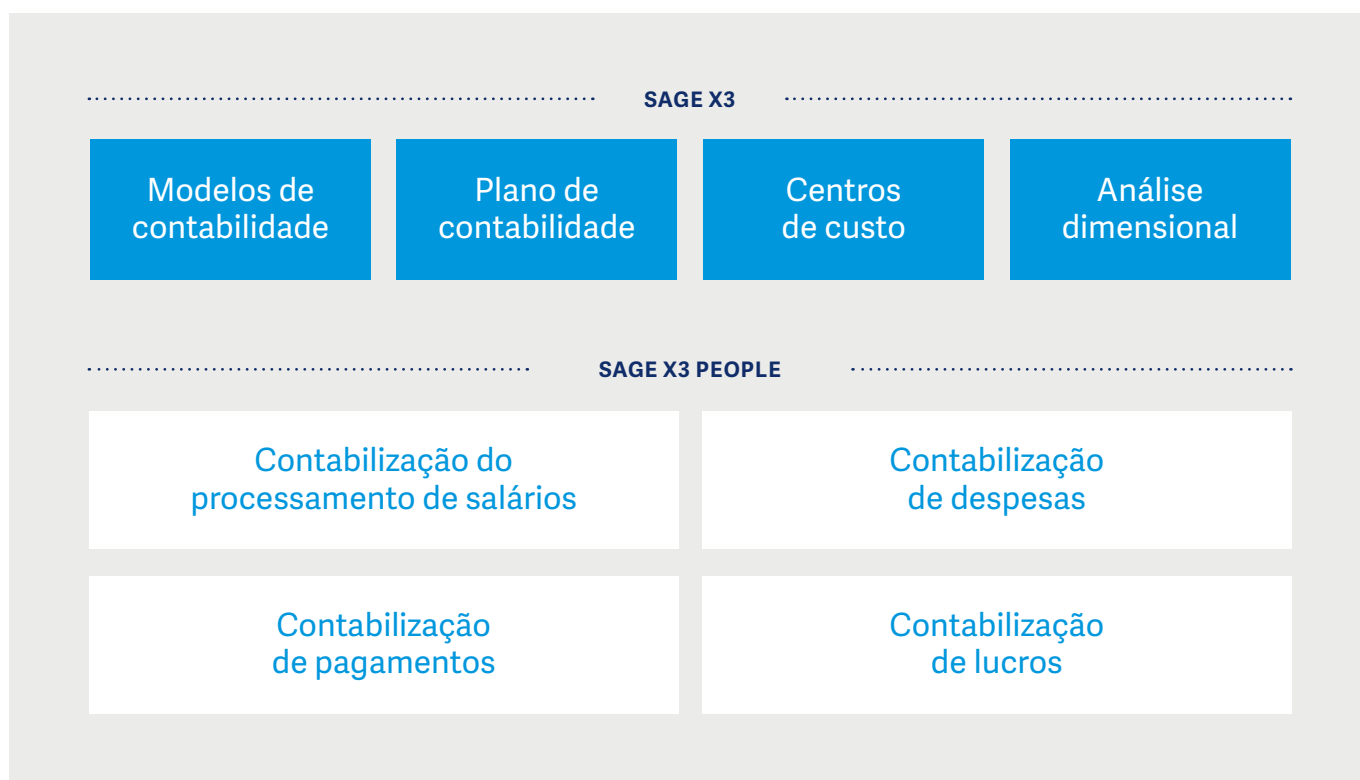 SAGE X3
Modelos de
contabilidade
Plano de
contabilidade
Centros
de custo
Análise
dimensional
SAGE X3 PEOPLE
Contabilização do
processamento de salários
Contabilização
de despesas
Contabilização
de pagamentos
Contabilização
de lucros